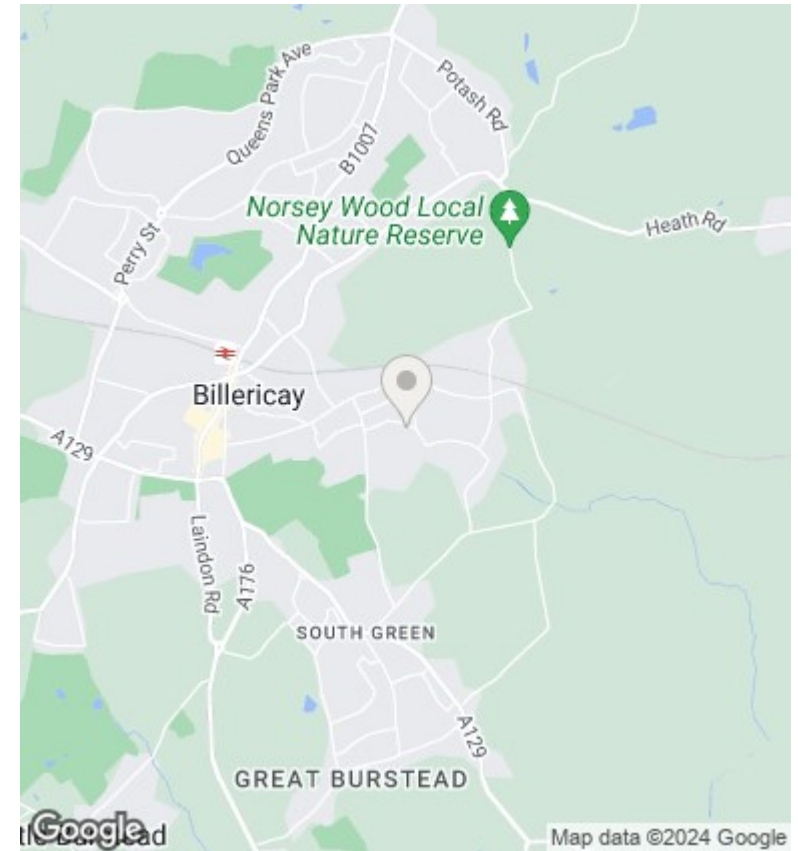 Queens Park Ave
Potash Rd
B1007
Norsey Wood Local
Nature Reserve
Heath Rd
Perry St
Billericay
A129
Laindon Rd
A176
SOUTH GREEN
A129
GREAT BURSTEAD
Google
Map data ©2024 Google